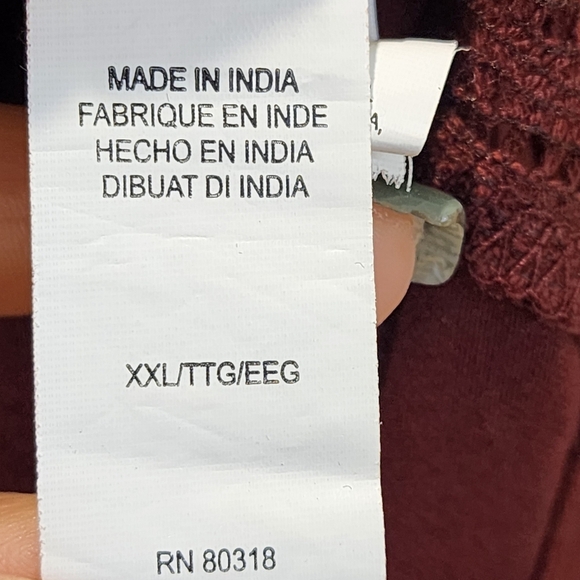 MADE IN INDIA
FABRIQUE EN INDE
HECHO EN INDIA
DIBUAT DI INDIA
XXL/TTG/EEG
RN 80318